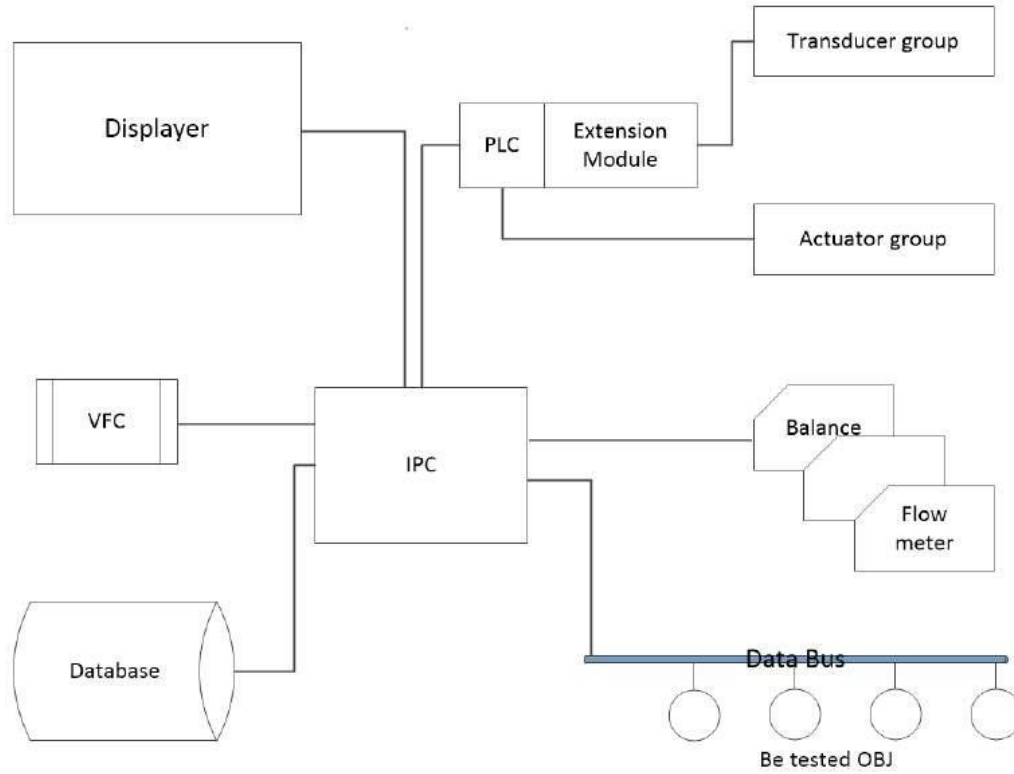 Transducer group
Displayer
PLC
Extension
Module
Actuator group
VFC
IPC
Balance
Flow
meter
Database
Data Bus
Be tested OBJ